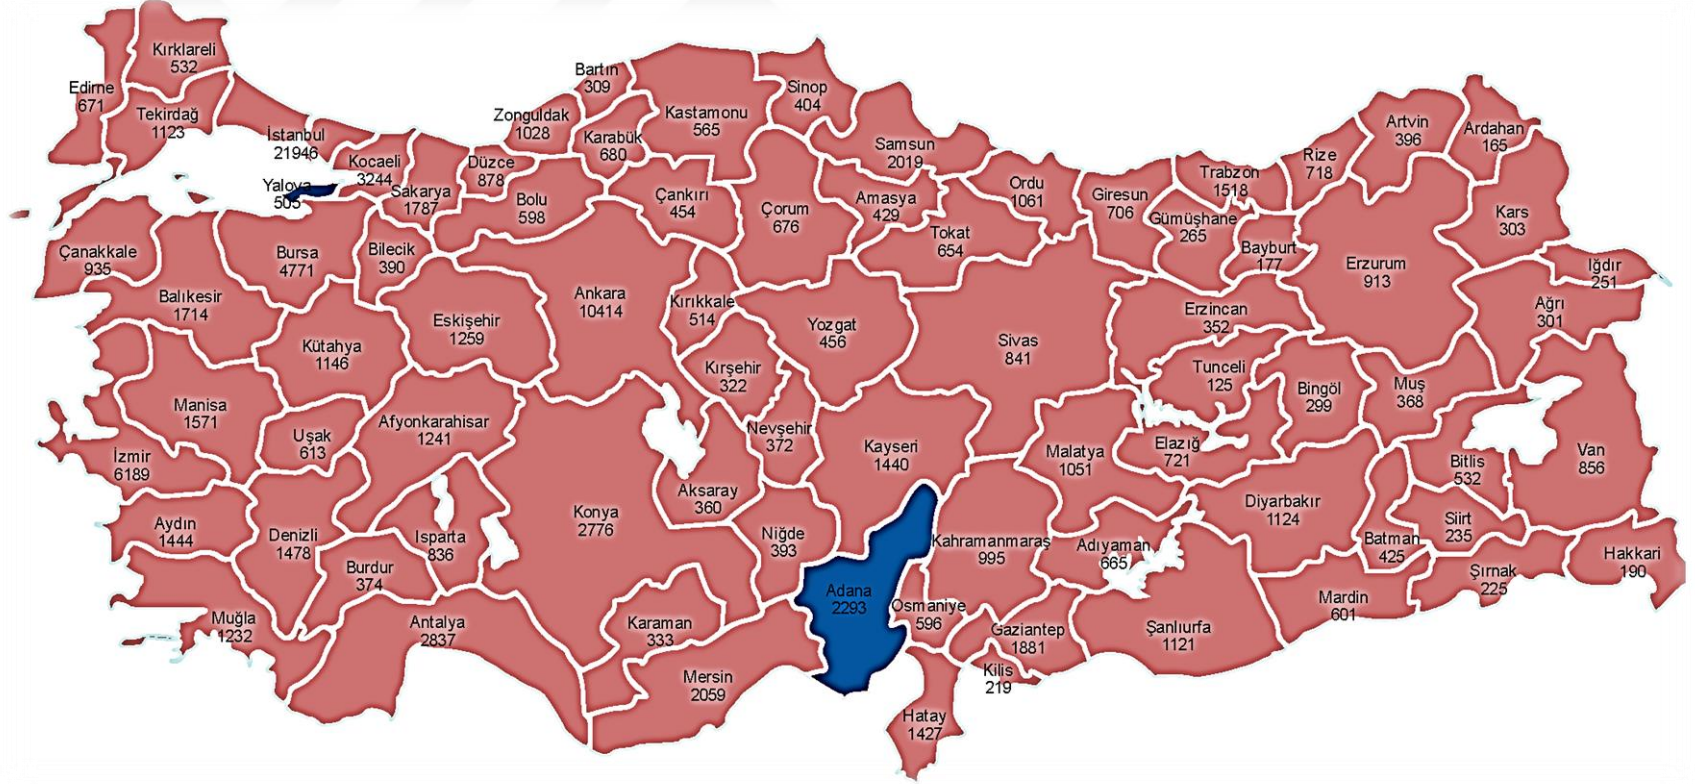 Kırklareli
532
Edirne
671
Tekirdağ
1123
İstanbul
21946
Kocaeli
3244
Yalova
505
Sakarya
1787
Düzce
878
Zonguldak
1028
Bartın
309
Karabük
680
Kastamonu
565
Sinop
404
Samsun
2019
Bolu
598
Çankırı
454
Çorum
676
Amasya
429
Tokat
654
Ordu
1061
Giresun
706
Trabzon
1518
Gümüşhane
265
Bayburt
177
Rize
718
Artvin
396
Ardahan
165
Kars
303
Iğdır
251
Ağrı
301
Erzurum
913
Erzincan
352
Çanakkale
935
Balıkesir
1714
Bursa
4771
Bilecik
390
Eskişehir
1259
Kütahya
1146
Ankara
10414
Kırıkkale
514
Kırşehir
322
Yozgat
456
Sivas
841
Tunceli
125
Bingöl
299
Muş
368
Manisa
1571
Uşak
613
Afyonkarahisar
1241
İzmir
6189
Nevşehir
372
Kayseri
1440
Malatya
1051
Elazığ
721
Bitlis
532
Van
856
Aksaray
360
Konya
2776
Niğde
393
Aydın
1444
Denizli
1478
Isparta
836
Burdur
374
Muğla
1232
Antalya
2837
Karaman
333
Mersin
2059
Adana
2293
Osmaniye
596
Kahramanmaraş
995
Adıyaman
665
Gaziantep
1881
Kilis
219
Hatay
1427
Şanlıurfa
1121
Diyarbakır
1124
Mardin
601
Batman
425
Siirt
235
Şırnak
225
Hakkari
190